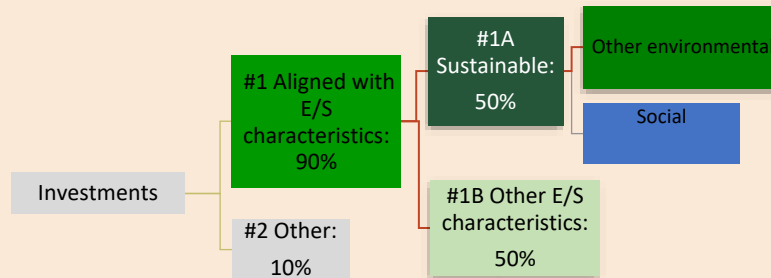 Investments
#1 Aligned with
E/S
characteristics:
90%
#2 Other:
10%
#1A
Sustainable:
50%
#1B Other E/S
characteristics:
50%
Other environmenta
Social